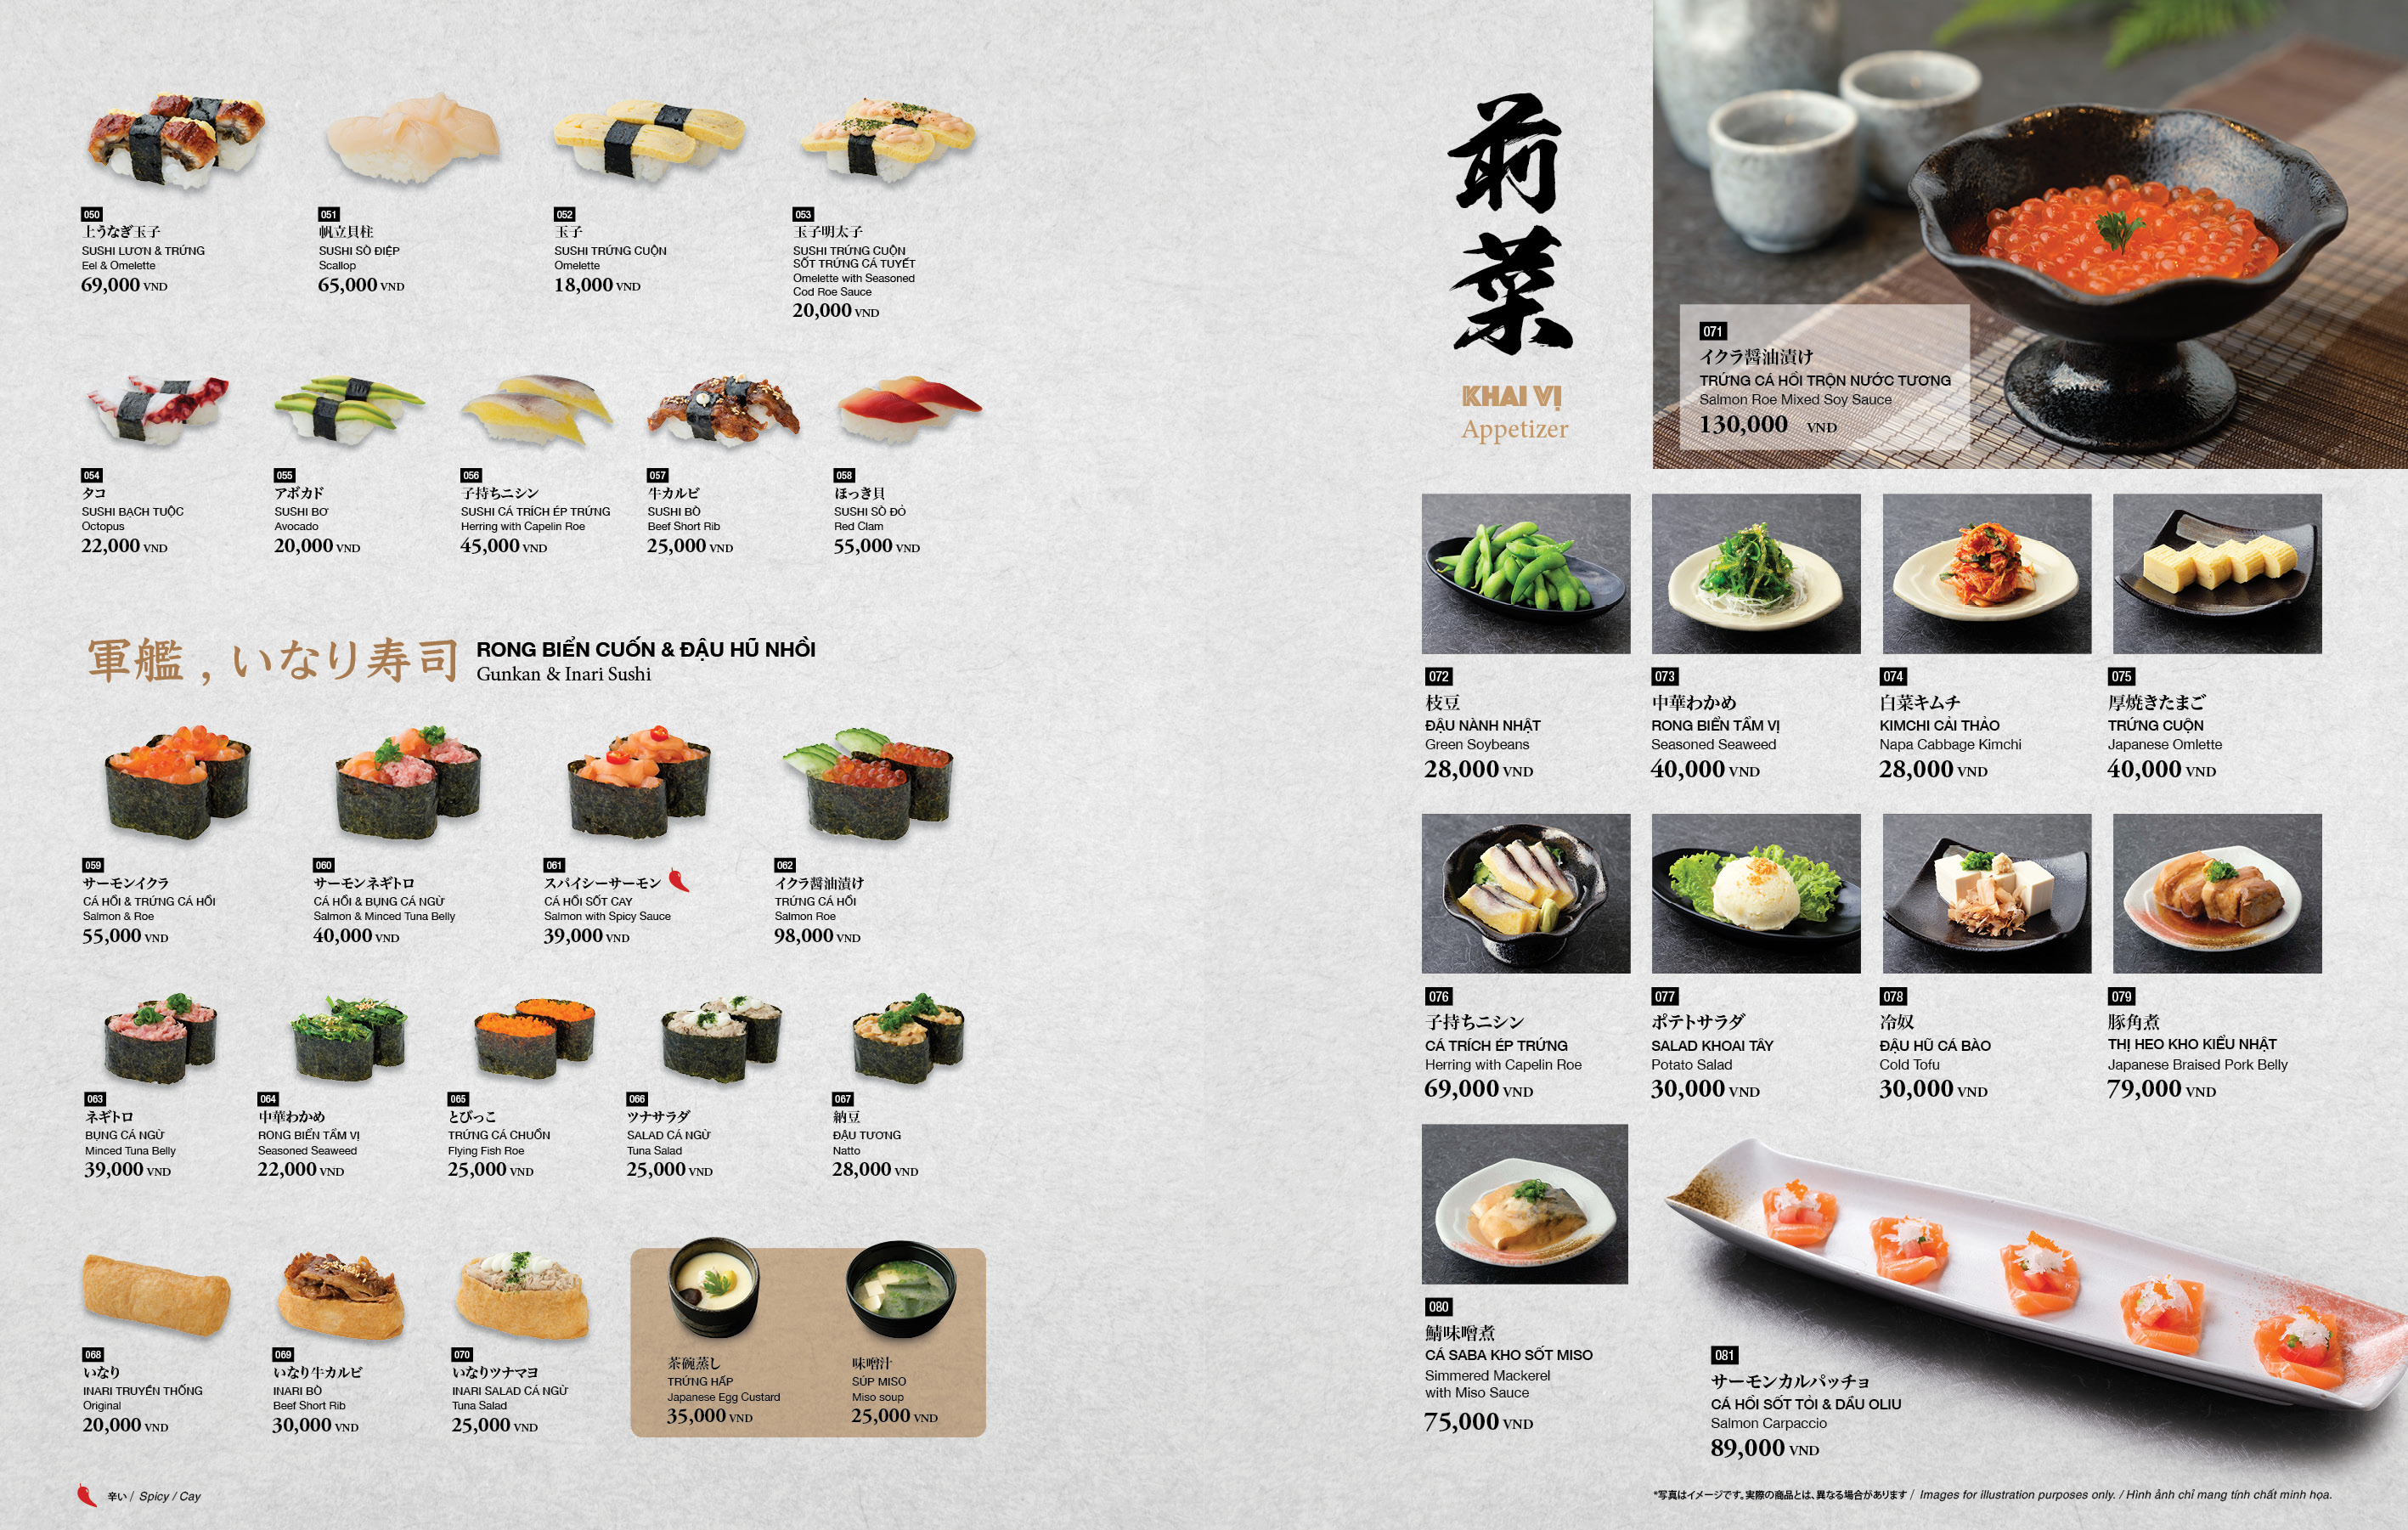 050
上うなぎ玉子
SUSHI LƯƠN & TRỨNG
Eel & Omelette
69,000 VND
051
帆立貝柱
SUSHI SÒ ĐIỆP
Scallop
65,000 VND
052
玉子
SUSHI TRỨNG CUỘN
Omelette
18,000 VND
053
玉子明太子
SUSHI TRỨNG CUỘN
SỐT TRỨNG CÁ TUYẾT
Omelette with Seasoned
Cod Roe Sauce
20,000 VND
054
タコ
SUSHI BẠCH TUỘC
Octopus
22,000 VND
055
アボカド
SUSHI BƠ
Avocado
20,000 VND
056
子持ちニシン
SUSHI CÁ TRÍCH ÉP TRỨNG
Herring with Capelin Roe
45,000 VND
057
牛カルビ
SUSHI BÒ
Beef Short Rib
25,000 VND
058
ほっき貝
SUSHI SÒ ĐỎ
Red Clam
55,000 VND
軍艦 , いなり寿司
RONG BIỂN CUỐN & ĐẬU HŨ NHỒI
Gunkan & Inari Sushi
059
サーモンイクラ
CÁ HỒI & TRỨNG CÁ HỒI
Salmon & Roe
55,000 VND
060
サーモンネギトロ
CÁ HỒI & BỤNG CÁ NGỪ
Salmon & Minced Tuna Belly
40,000 VND
061
スパイシーサーモン
CÁ HỒI SỐT CAY
Salmon with Spicy Sauce
39,000 VND
062
イクラ醤油漬け
TRỨNG CÁ HỒI
Salmon Roe
98,000 VND
063
ネギトロ
BỤNG CÁ NGỪ
Minced Tuna Belly
39,000 VND
064
中華わかめ
RONG BIỂN TẨM VỊ
Seasoned Seaweed
22,000 VND
065
とびっこ
TRỨNG CÁ CHUỒN
Flying Fish Roe
25,000 VND
066
ツナサラダ
SALAD CÁ NGỪ
Tuna Salad
25,000 VND
067
納豆
ĐẬU TƯƠNG
Natto
28,000 VND
068
いなり
INARI TRUYỀN THỐNG
Original
20,000 VND
069
いなり牛カルビ
INARI BÒ
Beef Short Rib
30,000 VND
070
いなりツナマヨ
INARI SALAD CÁ NGỪ
Tuna Salad
25,000 VND
茶碗蒸し
TRỨNG HẤP
Japanese Egg Custard
35,000 VND
味噌汁
SÚP MISO
Miso soup
25,000 VND
辛い / Spicy / Cay
前菜
KHAI VỊ
Appetizer
071
イクラ醤油漬け
TRỨNG CÁ HỒI TRỘN NƯỚC TƯƠNG
Salmon Roe Mixed Soy Sauce
130,000 VND
072
枝豆
ĐẬU NÀNH NHẬT
Green Soybeans
28,000 VND
073
中華わかめ
RONG BIỂN TẨM VỊ
Seasoned Seaweed
40,000 VND
074
白菜キムチ
KIMCHI CẢI THẢO
Napa Cabbage Kimchi
28,000 VND
075
厚焼きたまご
TRỨNG CUỘN
Japanese Omlette
40,000 VND
076
子持ちニシン
CÁ TRÍCH ÉP TRỨNG
Herring with Capelin Roe
69,000 VND
077
ポテトサラダ
SALAD KHOAI TÂY
Potato Salad
30,000 VND
078
冷奴
ĐẬU HŨ CÁ BÀO
Cold Tofu
30,000 VND
079
豚角煮
THỊ HEO KHO KIỂU NHẬT
Japanese Braised Pork Belly
79,000 VND
080
鯖味噌煮
CÁ SABA KHO SỐT MISO
Simmered Mackerel
with Miso Sauce
75,000 VND
081
サーモンカルパッチョ
CÁ HỒI SỐT TỎI & DẦU OLIU
Salmon Carpaccio
89,000 VND
*写真はイメージです。実際の商品とは、異なる場合があります / Images for illustration purposes only. / Hình ảnh chỉ mang tính chất minh họa.